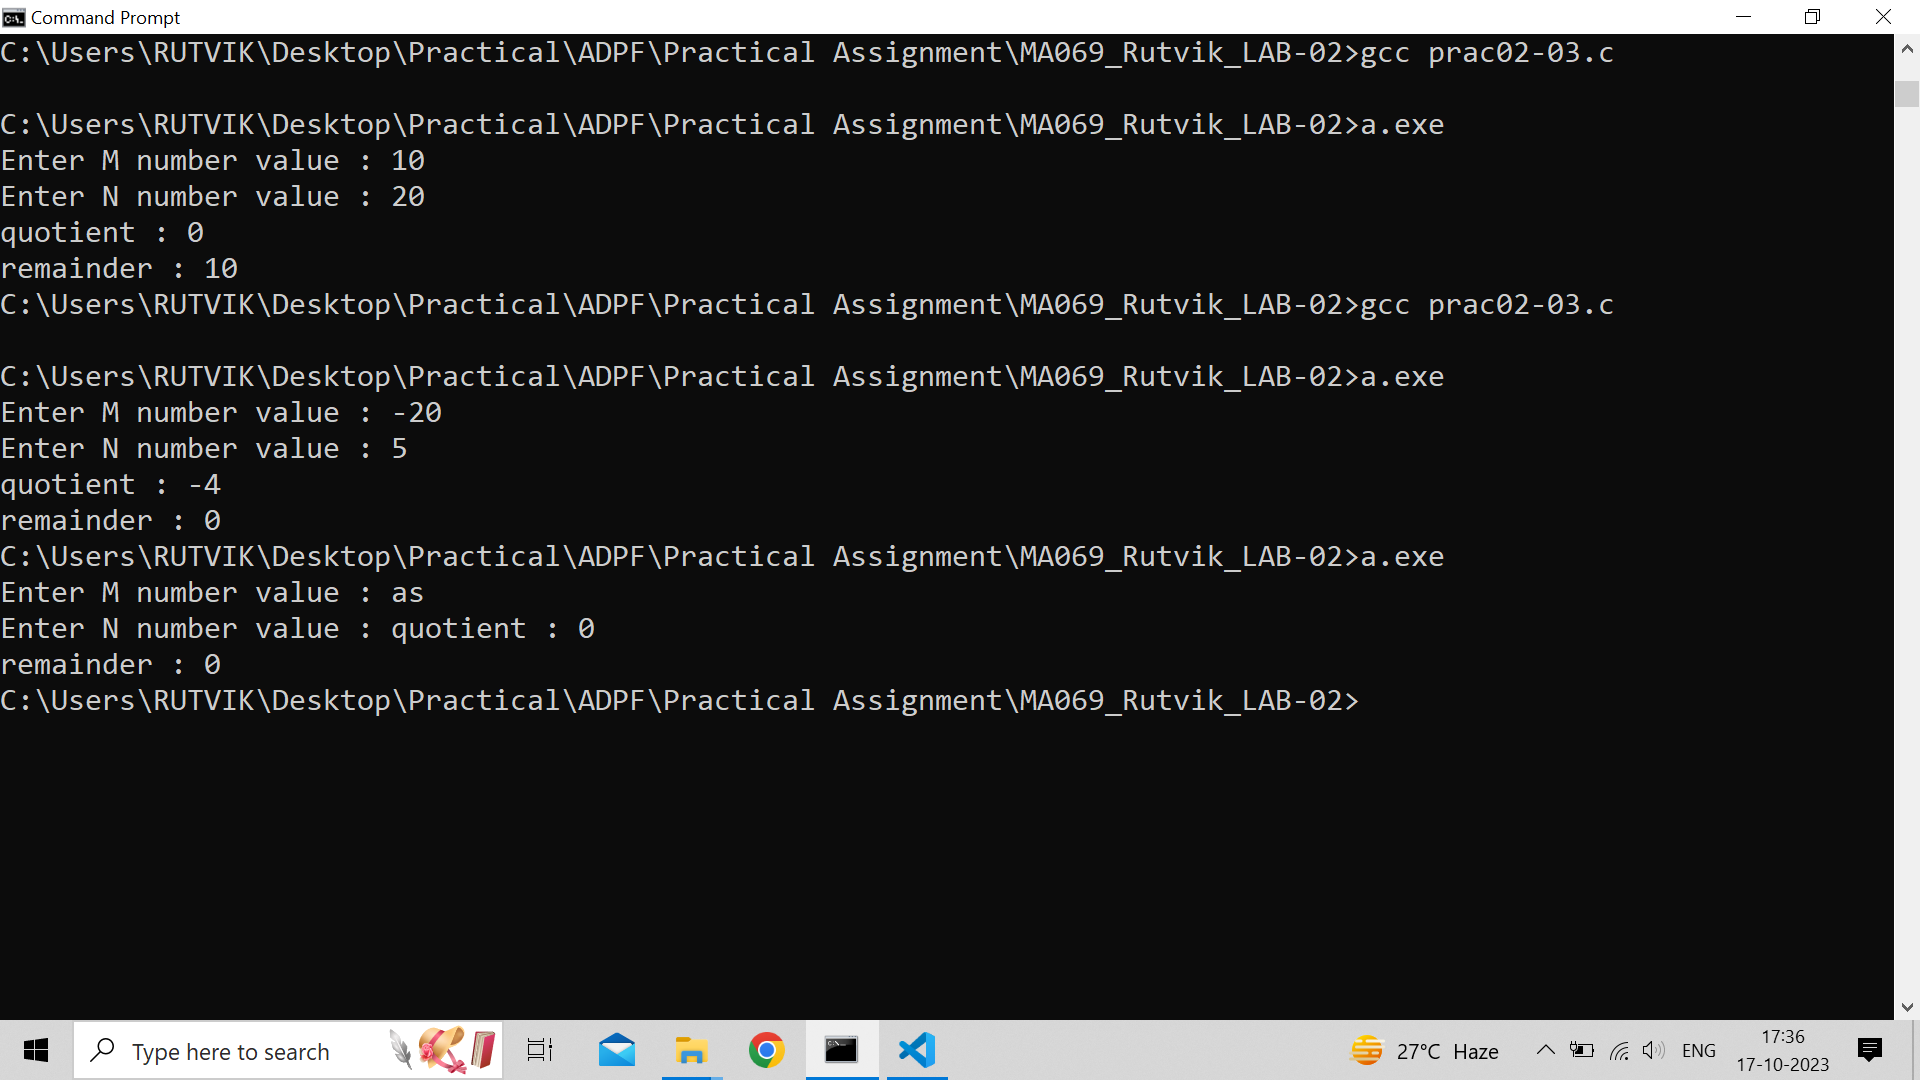 Command Prompt
C:\Users\RUTVIK\Desktop\Practical\ADPF\Practical Assignment\MA069_Rutvik_LAB-02>gcc prac02-03.c
C:\Users\RUTVIK\Desktop\Practical\ADPF\Practical Assignment\MA069_Rutvik_LAB-02>a.exe
Enter M number value : 10
Enter N number value : 20
quotient : 0
remainder : 10
C:\Users\RUTVIK\Desktop\Practical\ADPF\Practical Assignment\MA069_Rutvik_LAB-02>gcc prac02-03.c
C:\Users\RUTVIK\Desktop\Practical\ADPF\Practical Assignment\MA069_Rutvik_LAB-02>a.exe
Enter M number value : -20
Enter N number value : 5
quotient : -4
remainder : 0
C:\Users\RUTVIK\Desktop\Practical\ADPF\Practical Assignment\MA069_Rutvik_LAB-02>a.exe
Enter M number value : as
Enter N number value : quotient : 0
remainder : 0
C:\Users\RUTVIK\Desktop\Practical\ADPF\Practical Assignment\MA069_Rutvik_LAB-02>
Type here to search
27°C Haze
ENG
17:36
17-10-2023